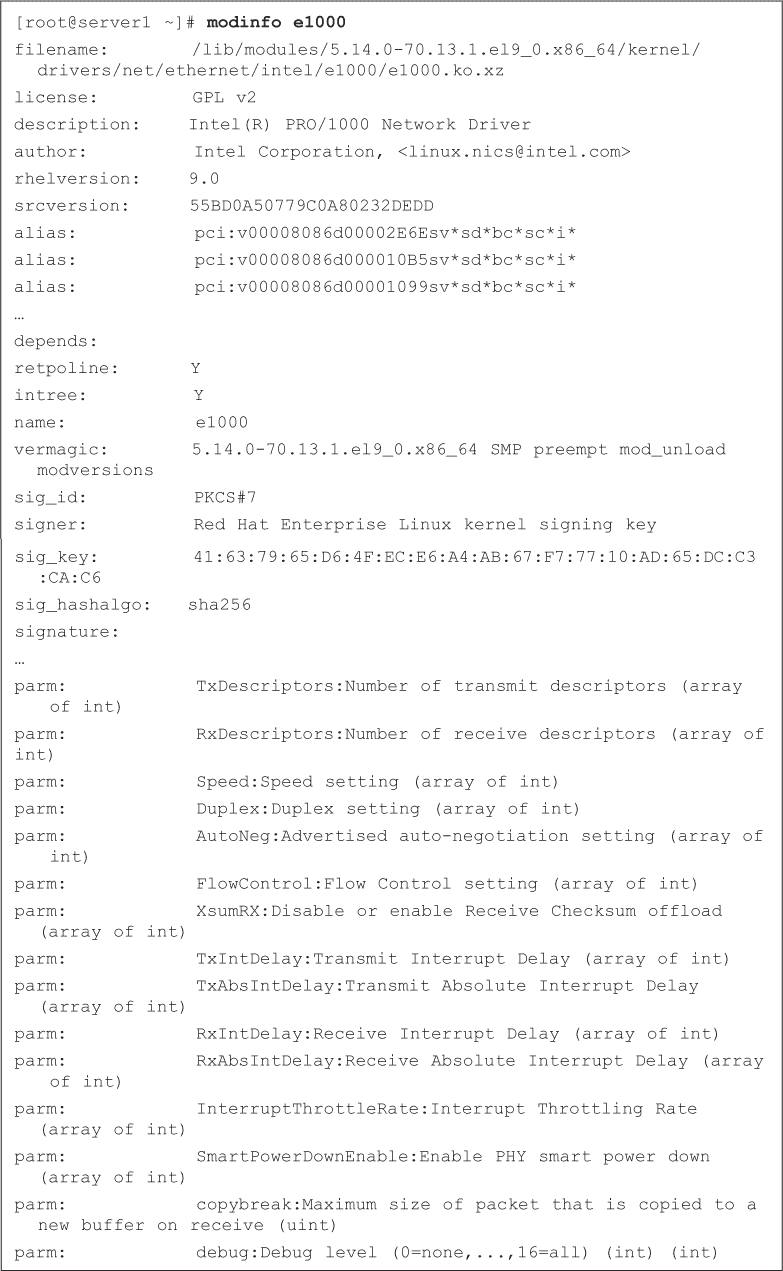 [root@server1 ~]# modinfo e1000
filename: /lib/modules/5.14.0-70.13.1.el9_0.x86_64/kernel/
drivers/net/ethernet/intel/e1000/e1000.ko.xz
license: GPL v2
description: Intel(R) PRO/1000 Network Driver
author: Intel Corporation, <linux.nics@intel.com>
rhelversion: 9.0
srcversion: 55BD0A50779C0A80232DEDD
alias: pci:v00008086d00002E6Esv*sd*bc*sc*i*
alias: pci:v00008086d000010B5sv*sd*bc*sc*i*
alias: pci:v00008086d00001099sv*sd*bc*sc*i*
…
depends:
retpoline: Y
intree: Y
name: e1000
vermagic: 5.14.0-70.13.1.el9_0.x86_64 SMP preempt mod_unload
modversions
sig_id: PKCS#7
signer: Red Hat Enterprise Linux kernel signing key
sig_key: 41:63:79:65:D6:4F:EC:E6:A4:AB:67:F7:77:10:AD:65:DC:C3
:CA:C6
sig_hashalgo: sha256
signature:
…
parm: TxDescriptors:Number of transmit descriptors (array
of int)
parm: RxDescriptors:Number of receive descriptors (array of
int)
parm: Speed:Speed setting (array of int)
parm: Duplex:Duplex setting (array of int)
parm: AutoNeg:Advertised auto-negotiation setting (array of
int)
parm: FlowControl:Flow Control setting (array of int)
parm: XsumRX:Disable or enable Receive Checksum offload
(array of int)
parm: TxIntDelay:Transmit Interrupt Delay (array of int)
parm: TxAbsIntDelay:Transmit Absolute Interrupt Delay
(array of int)
parm: RxIntDelay:Receive Interrupt Delay (array of int)
parm: RxAbsIntDelay:Receive Absolute Interrupt Delay (array
of int)
parm: InterruptThrottleRate:Interrupt Throttling Rate
(array of int)
parm: SmartPowerDownEnable:Enable PHY smart power down
(array of int)
parm: copybreak:Maximum size of packet that is copied to a
new buffer on receive (uint)
parm: debug:Debug level (0=none,...,16=all) (int) (int)